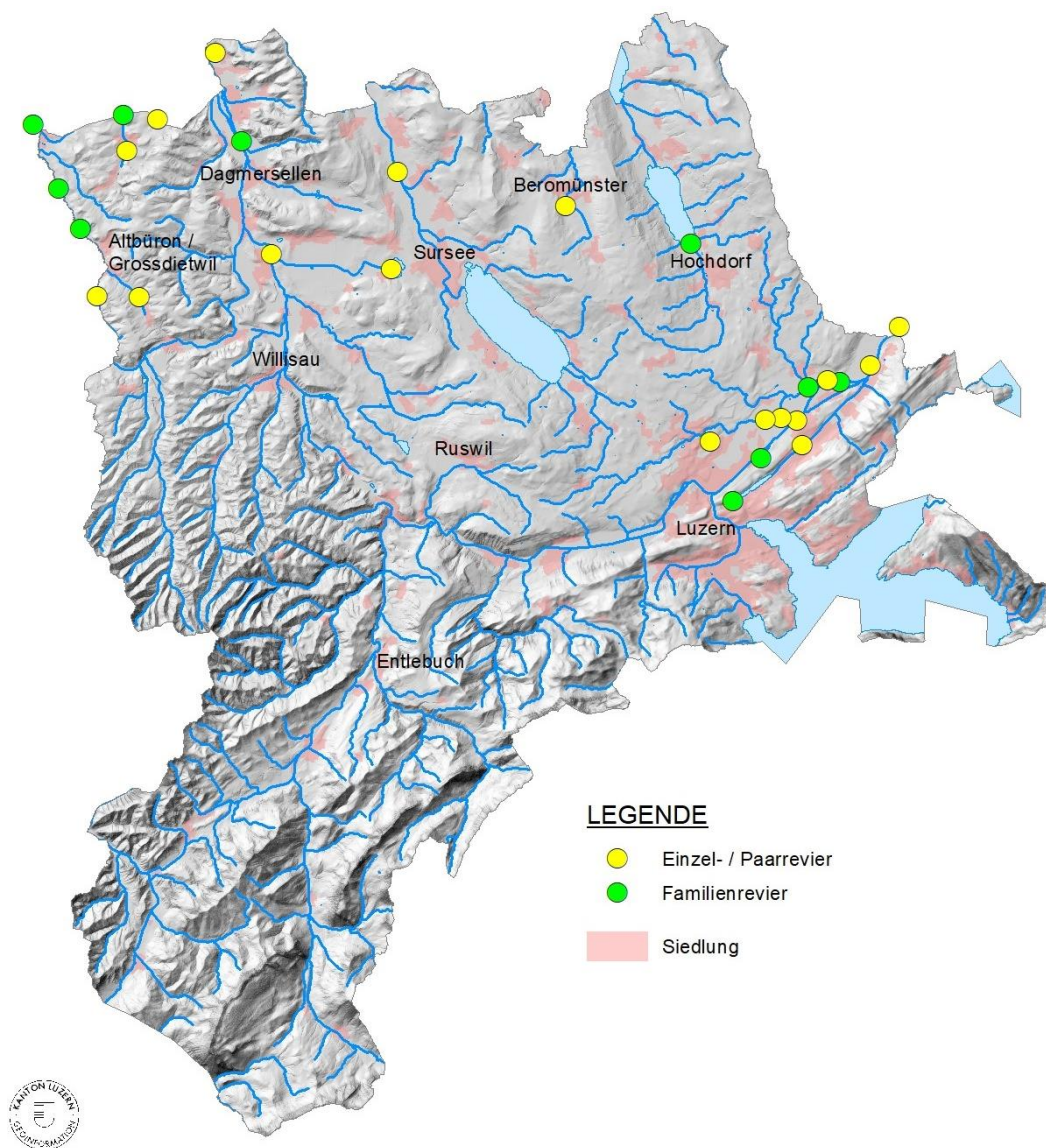 Dagmersellen
Beromünster
Altbüron /
Grossdietwil
Sursee
Hochdorf
Willisau
Ruswil
Luzern
Entlebuch
LEGENDE
Einzel- / Paarrevier
Familienrevier
Siedlung
KANTON LUZERN
GEOINFORMATION